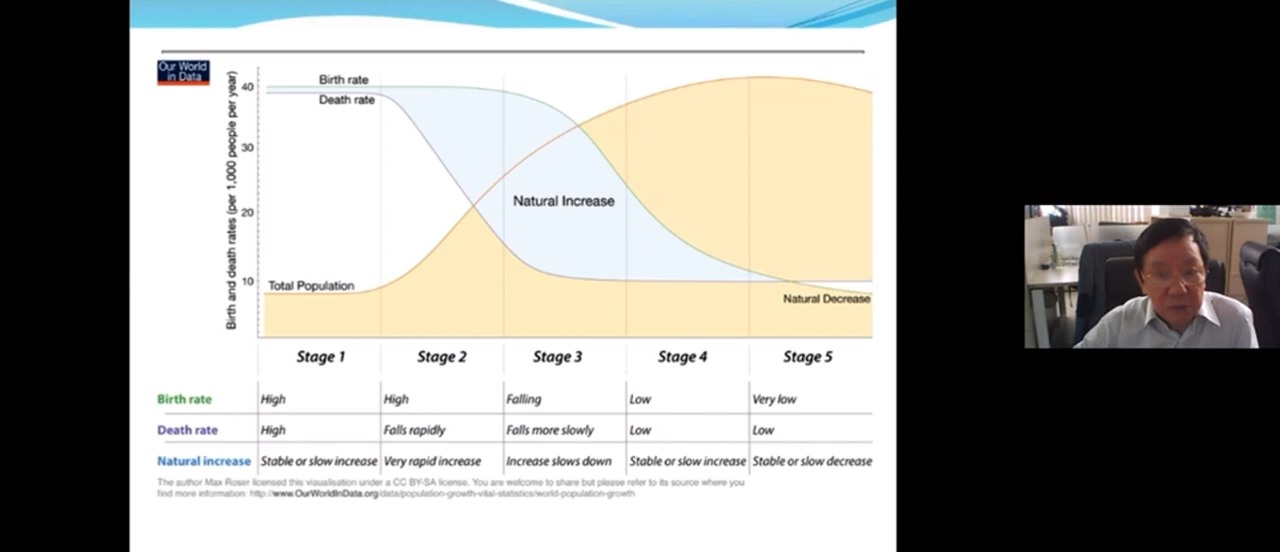 Our World
in Data
Birth and death rates (per 1,000 people per year)
40
30
20
10
Birth rate
Death rate
Natural Increase
Total Population
Natural Decrease
Stage 1 Stage 2 Stage 3 Stage 4 Stage 5
Birth rate High High Falling Low Very low
Death rate High Falls rapidly Falls more slowly Low Low
Natural increase Stable or slow increase Very rapid increase Increase slows down Stable or slow increase Stable or slow decrease
The author Max Roser licensed this visualisation under a CC BY-SA license. You are welcome to share but please refer to its source where you
find more information: http://www.OurWorldInData.org/data/population-growth-vital-statistics/world-population-growth